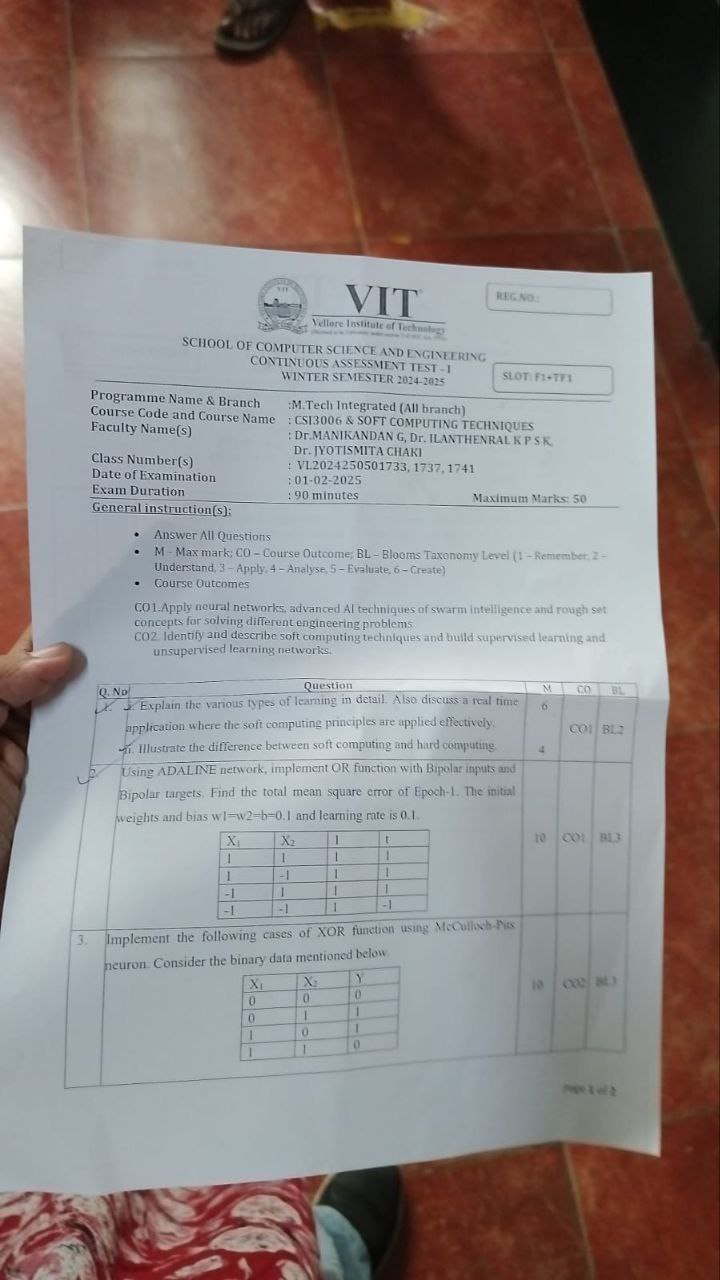 VIT
REG.NO.:
Vellore Institute of Technology
SCHOOL OF COMPUTER SCIENCE AND ENGINEERING
CONTINUOUS ASSESSMENT TEST - I
WINTER SEMESTER 2024-2025
SLOT: F1+TF1
Programme Name & Branch :M.Tech Integrated (All branch)
Course Code and Course Name : CSI3006 & SOFT COMPUTING TECHNIQUES
Faculty Name(s) : Dr.MANIKANDAN G, Dr. ILANTHENRAL K P S K,
Dr. JYOTISMITA CHAKI
Class Number(s) : VL2024250501733, 1737, 1741
Date of Examination : 01-02-2025
Exam Duration : 90 minutes Maximum Marks: 50
General instruction(s):
• Answer All Questions
• M - Max mark; CO – Course Outcome; BL – Blooms Taxonomy Level (1 – Remember, 2 –
Understand, 3 – Apply, 4 – Analyse, 5 – Evaluate, 6 – Create)
• Course Outcomes
CO1.Apply neural networks, advanced AI techniques of swarm intelligence and rough set
concepts for solving different engineering problems
CO2. Identify and describe soft computing techniques and build supervised learning and
unsupervised learning networks.
Q. No Question M CO BL
1. i. Explain the various types of learning in detail. Also discuss a real time 6
application where the soft computing principles are applied effectively. CO1 BL2
ii. Illustrate the difference between soft computing and hard computing. 4
2. Using ADALINE network, implement OR function with Bipolar inputs and
Bipolar targets. Find the total mean square error of Epoch-1. The initial
weights and bias w1=w2=b=0.1 and learning rate is 0.1.
X1 X2 1 t 10 CO1 BL3
1 1 1 1
1 -1 1 1
-1 1 1 1
-1 -1 1 -1
3. Implement the following cases of XOR function using McCulloch-Pits
neuron. Consider the binary data mentioned below.
X1 X2 Y 10 CO2 BL3
0 0 0
0 1 1
1 0 1
1 1 0
Page 1 of 2